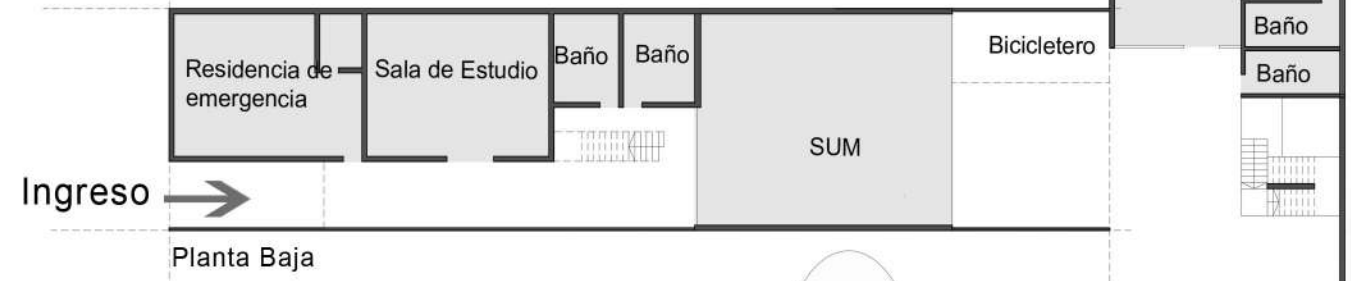 Baño
Bicicletero
Baño
Baño
Residencia de
emergencia
Sala de Estudio
Baño
SUM
Ingreso
Planta Baja